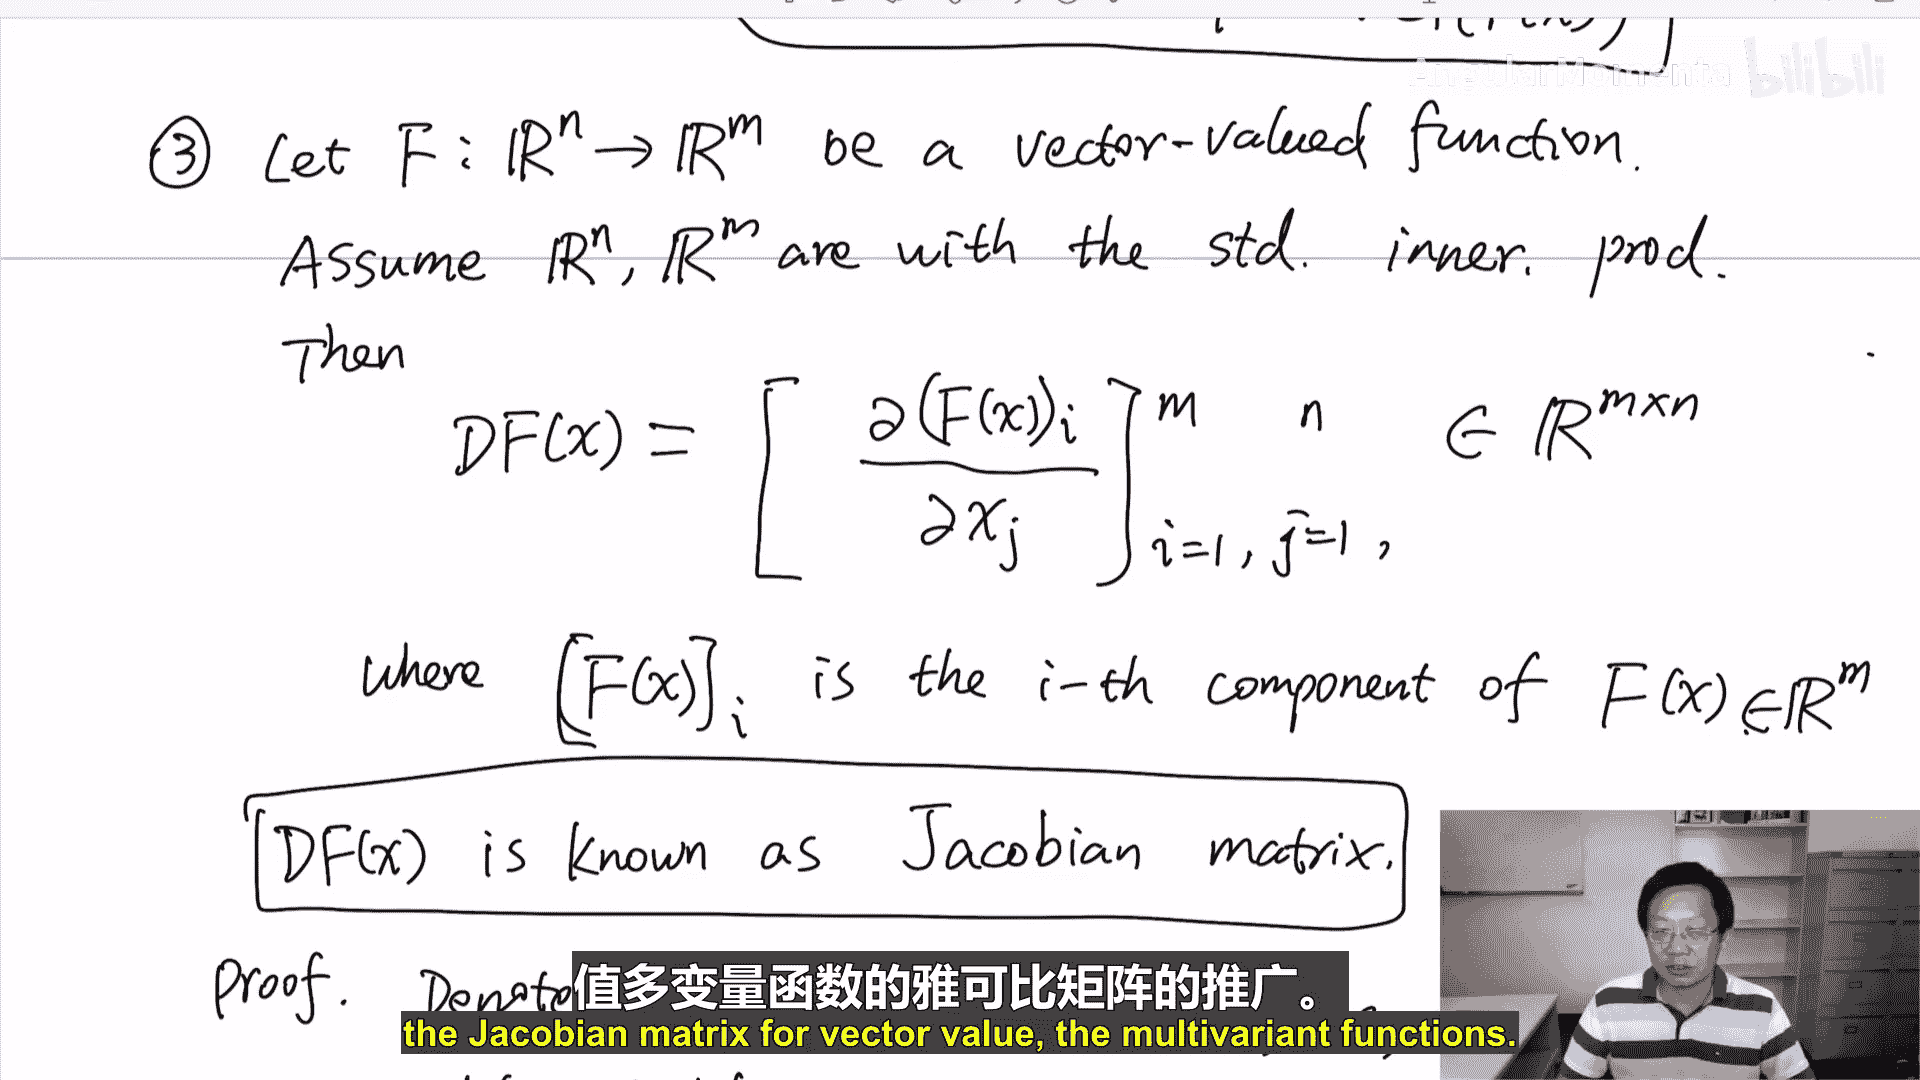 AngularMomenta bilibili
③ Let F: ℝⁿ → ℝᵐ be a vector-valued function.
Assume ℝⁿ, ℝᵐ are with the std. inner. prod.
Then
DF(x) = [ ∂(F(x))i / ∂xj ] m n i=1, j=1, ∈ ℝ^{m×n}
where [F(x)]i is the i-th component of F(x) ∈ ℝᵐ
DF(x) is known as Jacobian matrix.
Proof. Denote
值多变量函数的雅可比矩阵的推广。
the Jacobian matrix for vector value, the multivariant functions.